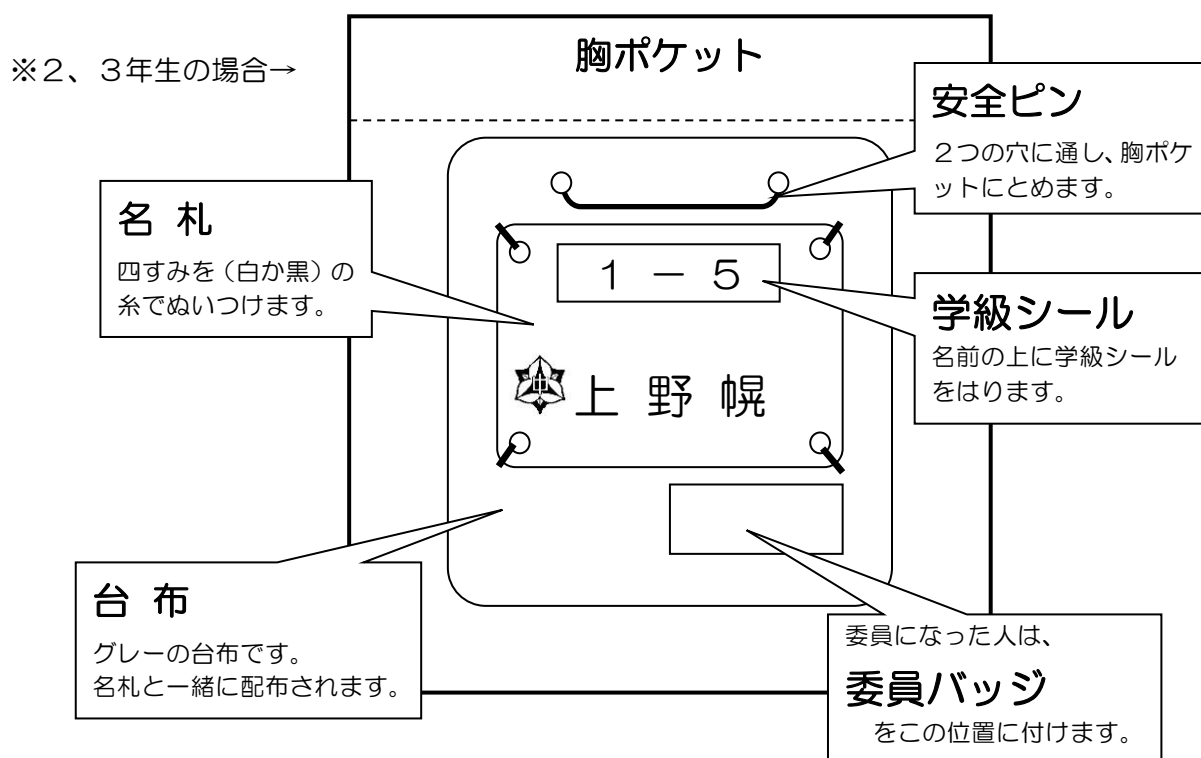 ※２、３年生の場合→
胸ポケット
安全ピン
２つの穴に通し、胸ポケ
ットにとめます。
名 札
四すみを（白か黒）の
糸でぬいつけます。
１ － ５
学級シール
名前の上に学級シール
をはります。
中
上 野 幌
台 布
グレーの台布です。
名札と一緒に配布されます。
委員になった人は、
委員バッジ
をこの位置に付けます。